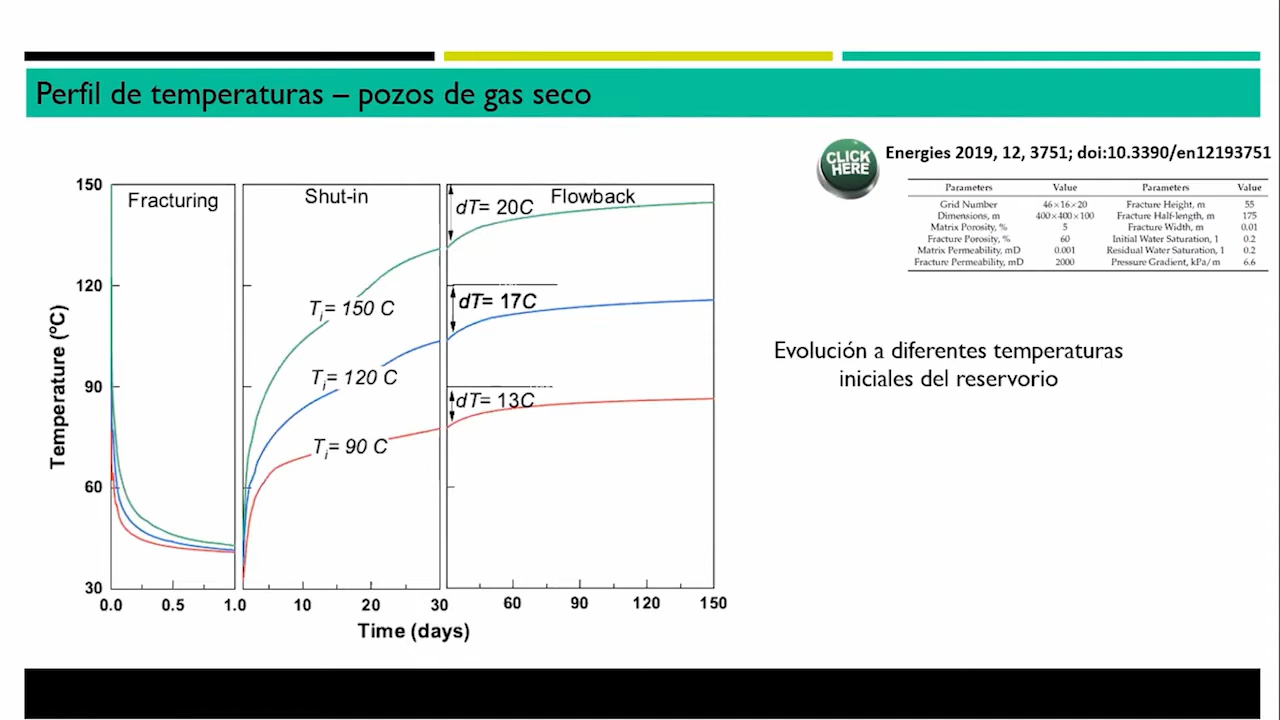 Perfil de temperaturas – pozos de gas seco
CLICK
HERE
Energies 2019, 12, 3751; doi:10.3390/en12193751
Parameters Value Parameters Value
Grid Number 46×16×20 Fracture Height, m 55
Dimensions, m 400×400×100 Fracture Half-length, m 175
Matrix Porosity, % 5 Fracture Width, m 0.01
Fracture Porosity, % 60 Initial Water Saturation, 1 0.2
Matrix Permeability, mD 0.001 Residual Water Saturation, 1 0.2
Fracture Permeability, mD 2000 Pressure Gradient, kPa/m 6.6
Temperature (ºC)
150
120
90
60
30
Fracturing
Shut-in
Flowback
dT= 20C
Ti= 150 C
dT= 17C
Ti= 120 C
dT= 13C
Ti= 90 C
0.0 0.5 1.0 0 10 20 30 60 90 120 150
Time (days)
Evolución a diferentes temperaturas
iniciales del reservorio